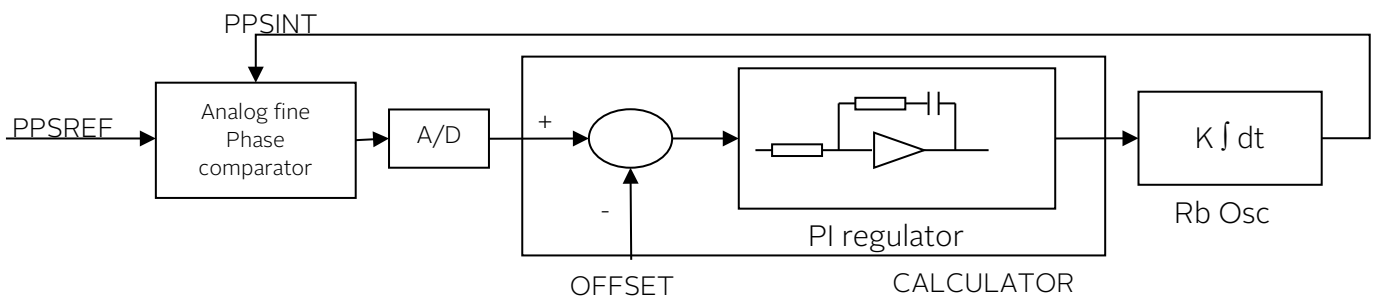 PPSINT
PPSREF
Analog fine
Phase
comparator
A/D
+
-
OFFSET
PI regulator
CALCULATOR
K ∫ dt
Rb Osc